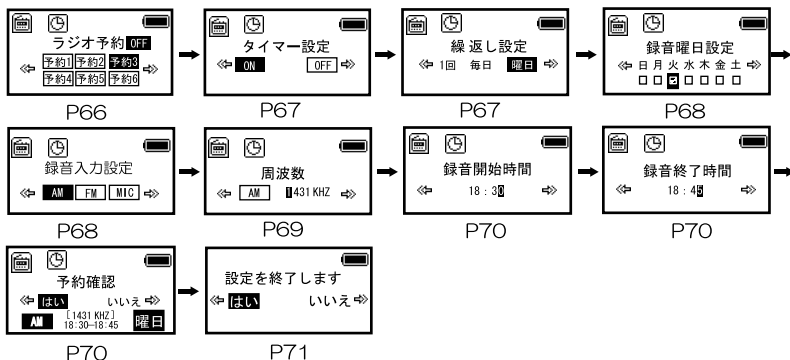 ラジオ予約 OFF
予約1 予約2 予約3
予約4 予約5 予約6
P66
タイマー設定
ON OFF
P67
繰返し設定
1回 毎日 曜日
P67
録音曜日設定
日 月 火 水 木 金 土
P68
録音入力設定
AM FM MIC
P68
周波数
AM 1431 KHZ
P69
録音開始時間
18 : 30
P70
録音終了時間
18 : 45
P70
予約確認
はい いいえ
AM [1431 KHZ] 曜日
18:30-18:45
P70
設定を終了します
はい いいえ
P71